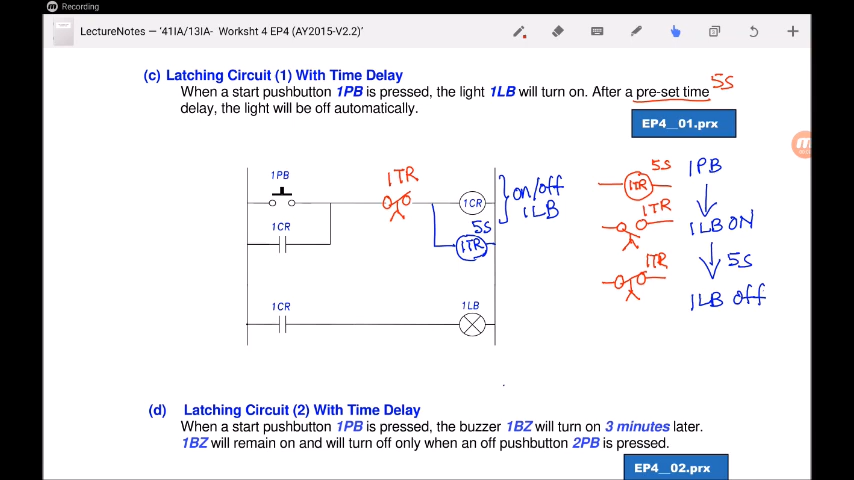 Recording
LectureNotes — ‘41IA/13IA- Worksht 4 EP4 (AY2015-V2.2)’
(c) Latching Circuit (1) With Time Delay
When a start pushbutton 1PB is pressed, the light 1LB will turn on. After a pre-set time 5S
delay, the light will be off automatically.
EP4__01.prx
1PB
1TR
1CR
on/off
1LB
1CR
5S
1TR
1CR
1LB
5S
1TR
1PB
1TR
1LB ON
1TR
5S
1LB off
(d) Latching Circuit (2) With Time Delay
When a start pushbutton 1PB is pressed, the buzzer 1BZ will turn on 3 minutes later.
1BZ will remain on and will turn off only when an off pushbutton 2PB is pressed.
EP4__02.prx